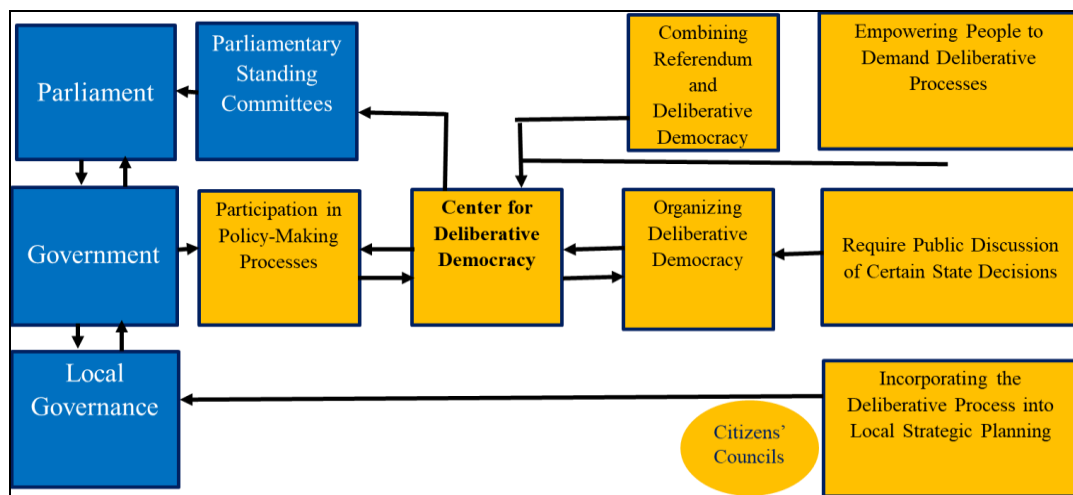 Parliament
Parliamentary
Standing
Committees
Combining
Referendum
and
Deliberative
Democracy
Empowering People to
Demand Deliberative
Processes
Government
Participation in
Policy-Making
Processes
Center for
Deliberative
Democracy
Organizing
Deliberative
Democracy
Require Public Discussion
of Certain State Decisions
Local
Governance
Citizens’
Councils
Incorporating the
Deliberative Process into
Local Strategic Planning